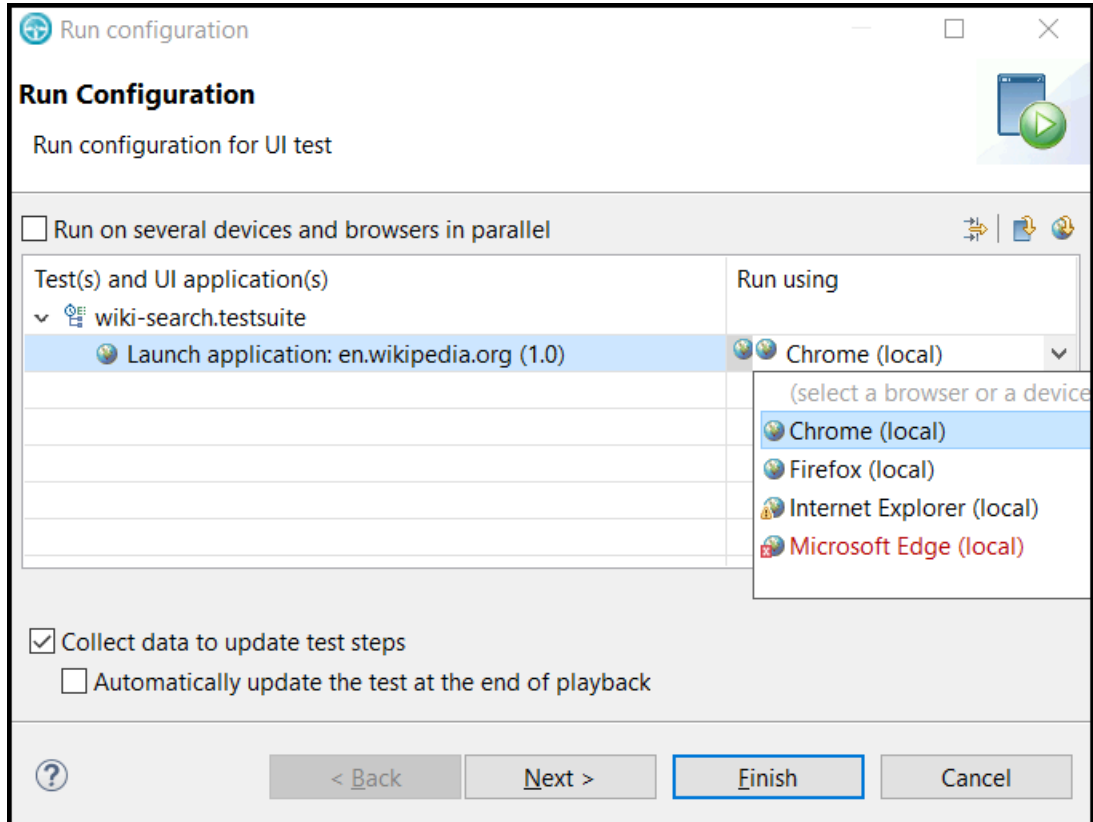 Run configuration
Run Configuration
Run configuration for UI test
Run on several devices and browsers in parallel
Test(s) and UI application(s)
Run using
wiki-search.testsuite
Launch application: en.wikipedia.org (1.0)
Chrome (local)
(select a browser or a device
Chrome (local)
Firefox (local)
Internet Explorer (local)
Microsoft Edge (local)
Collect data to update test steps
Automatically update the test at the end of playback
?
< Back
Next >
Finish
Cancel